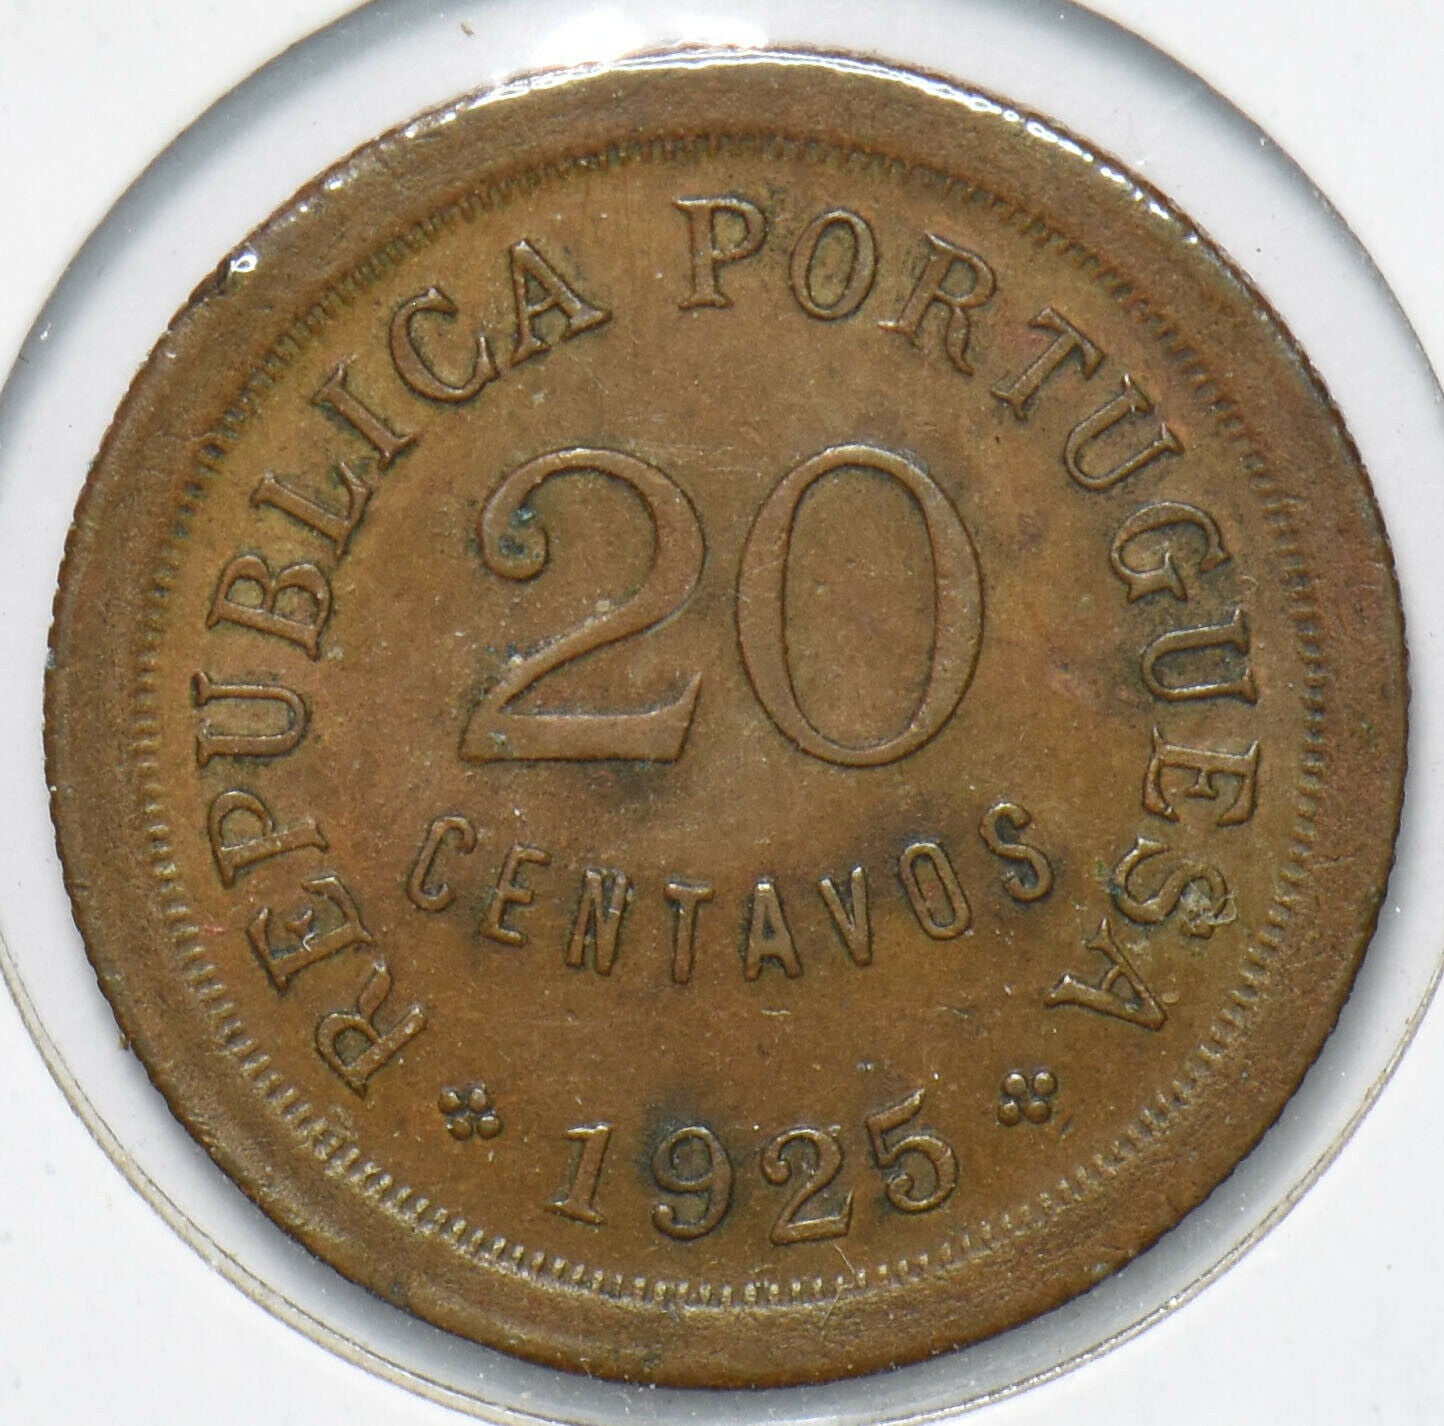 REPUBLICA PORTUGUESA
20
CENTAVOS
1925